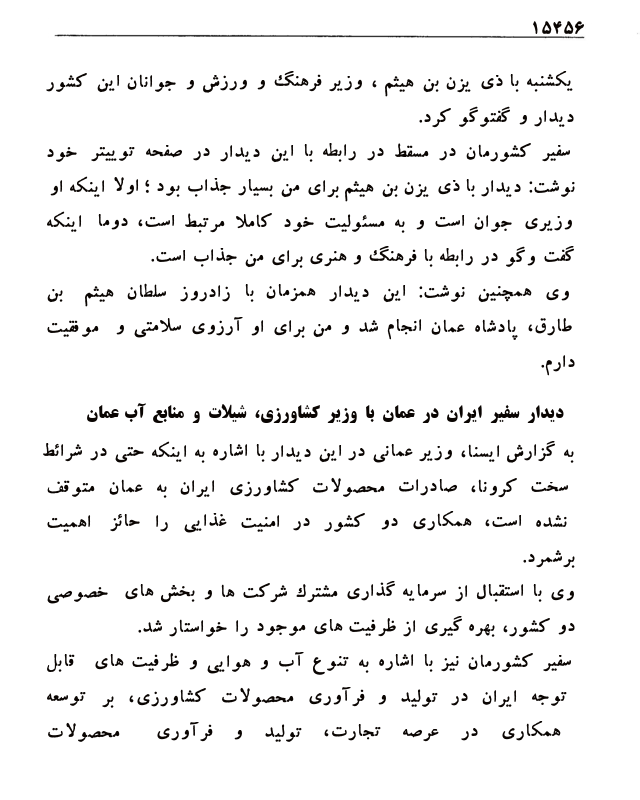 ۱۵۴۵۶
یکشنبه با ذی یزن بن هیثم ، وزیر فرهنگ و ورزش و جوانان این کشور
دیدار و گفتوگو کرد.
سفیر کشورمان در مسقط در رابطه با این دیدار در صفحه توییتر خود
نوشت: دیدار با ذی یزن بن هیثم برای من بسیار جذاب بود ؛ اولا اینکه او
وزیری جوان است و به مسئولیت خود کاملا مرتبط است، دوما اینکه
گفت وگو در رابطه با فرهنگ و هنری برای من جذاب است.
وی همچنین نوشت: این دیدار همزمان با زادروز سلطان هیثم بن
طارق، پادشاه عمان انجام شد و من برای او آرزوی سلامتی و موفقیت
دارم.
دیدار سفیر ایران در عمان با وزیر کشاورزی، شیلات و منابع آب عمان
به گزارش ایسنا، وزیر عمانی در این دیدار با اشاره به اینکه حتی در شرائط
سخت کرونا، صادرات محصولات کشاورزی ایران به عمان متوقف
نشده است، همکاری دو کشور در امنیت غذایی را حائز اهمیت
برشمرد.
وی با استقبال از سرمایه گذاری مشترك شرکت ها و بخش های خصوصی
دو کشور، بهره گیری از ظرفیت های موجود را خواستار شد.
سفیر کشورمان نیز با اشاره به تنوع آب و هوایی و ظرفیت های قابل
توجه ایران در تولید و فرآوری محصولات کشاورزی، بر توسعه
همکاری در عرصه تجارت، تولید و فرآوری محصولات